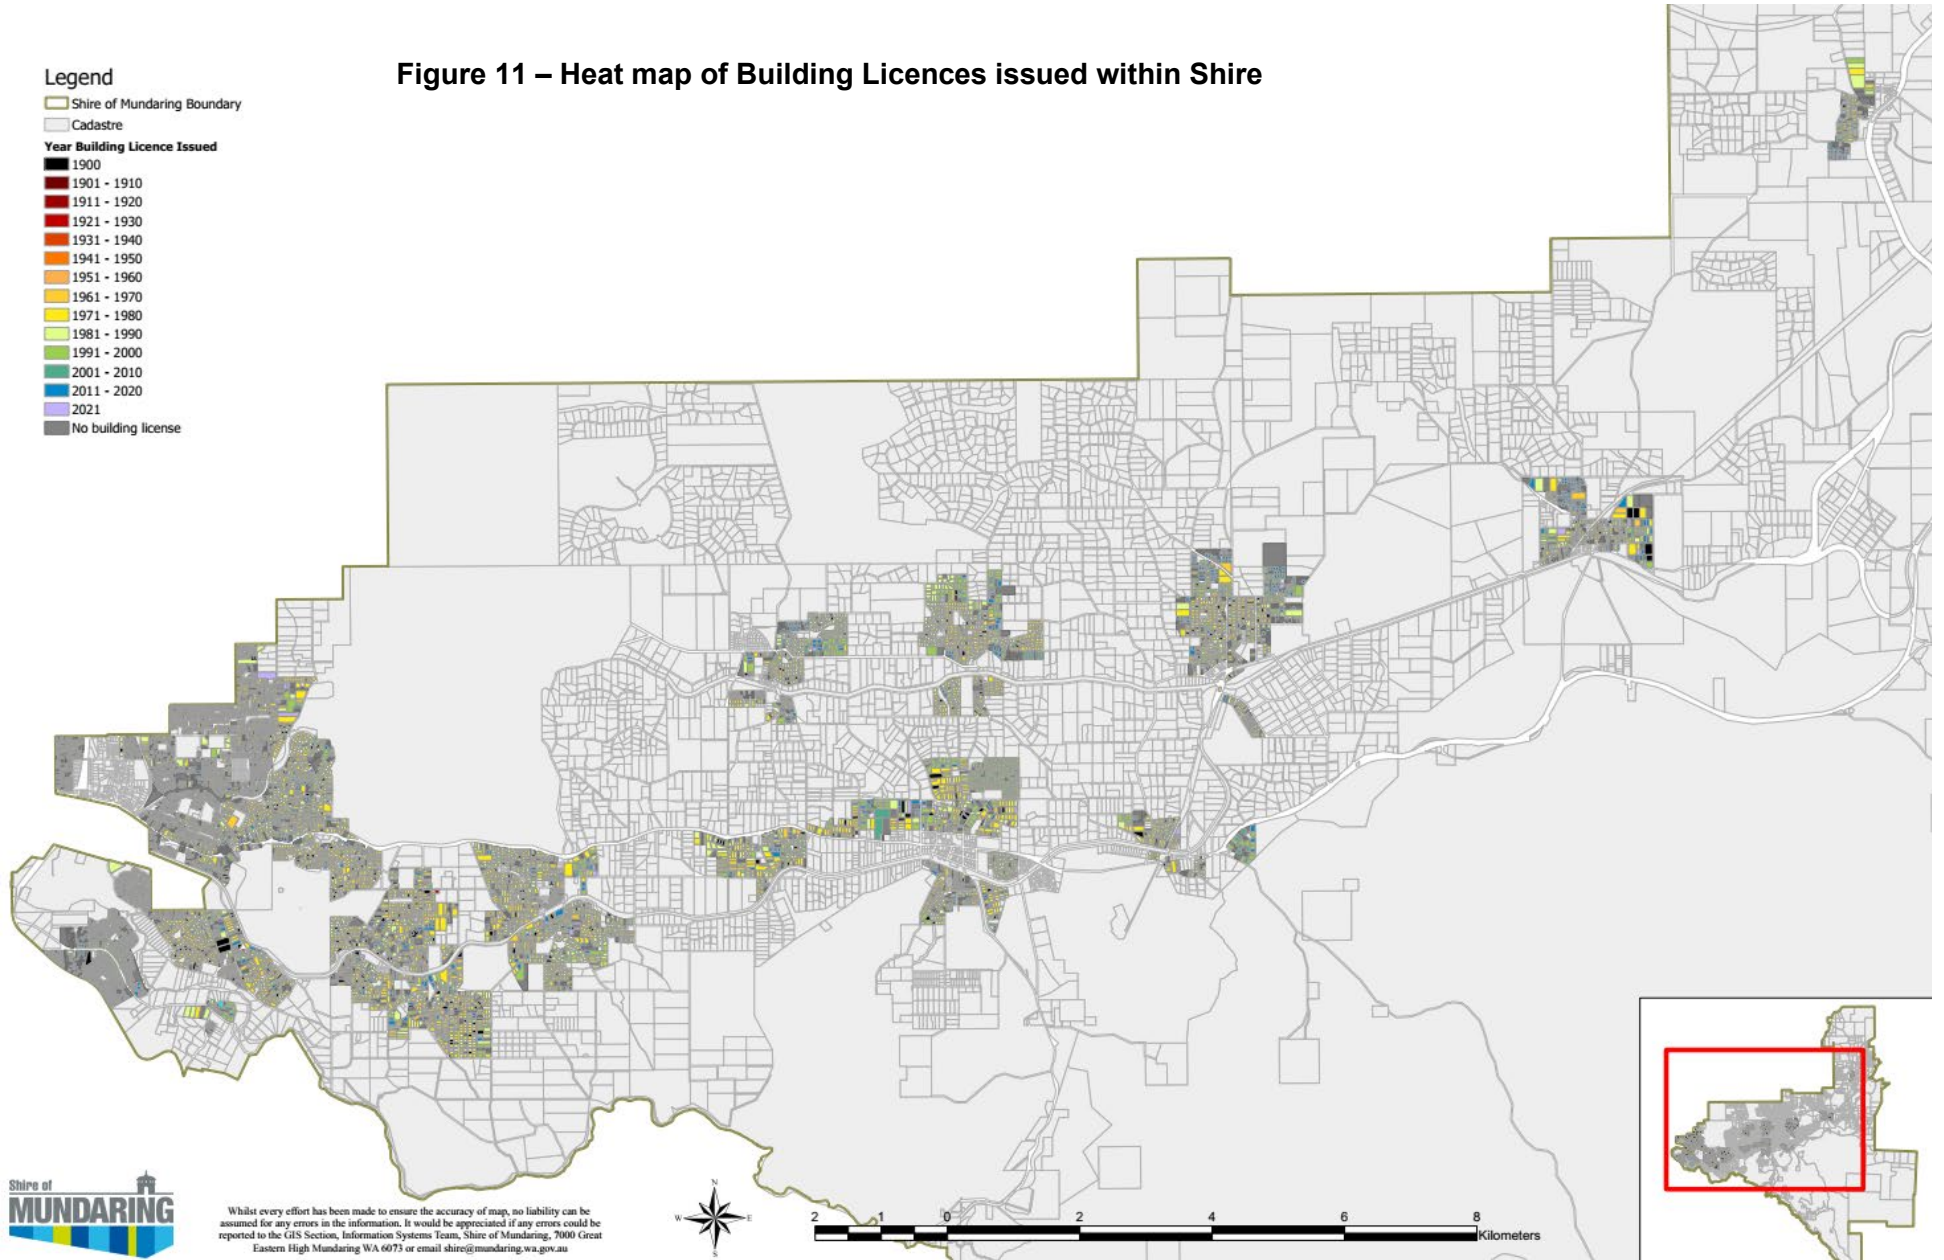 Figure 11 – Heat map of Building Licences issued within Shire
Legend
Shire of Mundaring Boundary
Cadastre
Year Building Licence Issued
1900
1901 - 1910
1911 - 1920
1921 - 1930
1931 - 1940
1941 - 1950
1951 - 1960
1961 - 1970
1971 - 1980
1981 - 1990
1991 - 2000
2001 - 2010
2011 - 2020
2021
No building license
Shire of
MUNDARING
Whilst every effort has been made to ensure the accuracy of map, no liability can be
assumed for any errors in the information. It would be appreciated if any errors could be
reported to the GIS Section, Information Systems Team, Shire of Mundaring, 7000 Great
Eastern High Mundaring WA 6073 or email shire@mundaring.wa.gov.au
N
W E
S
2 1 0 2 4 6 8
Kilometers